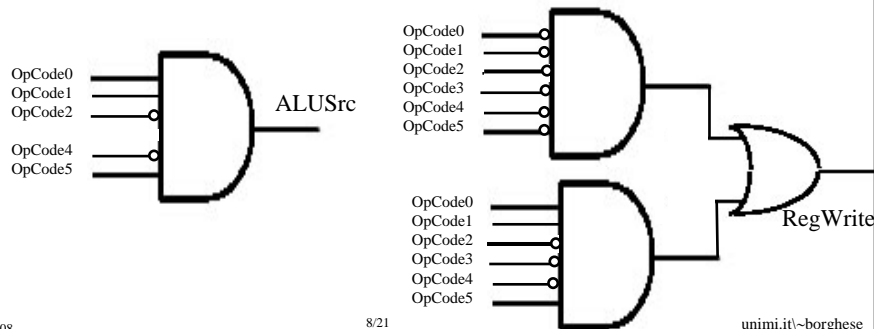 OpCode0
OpCode1
OpCode2
OpCode4
OpCode5
ALUSrc
OpCode0
OpCode1
OpCode2
OpCode3
OpCode4
OpCode5
OpCode0
OpCode1
OpCode2
OpCode3
OpCode4
OpCode5
RegWrite
8/21
unimi.it\~borghese